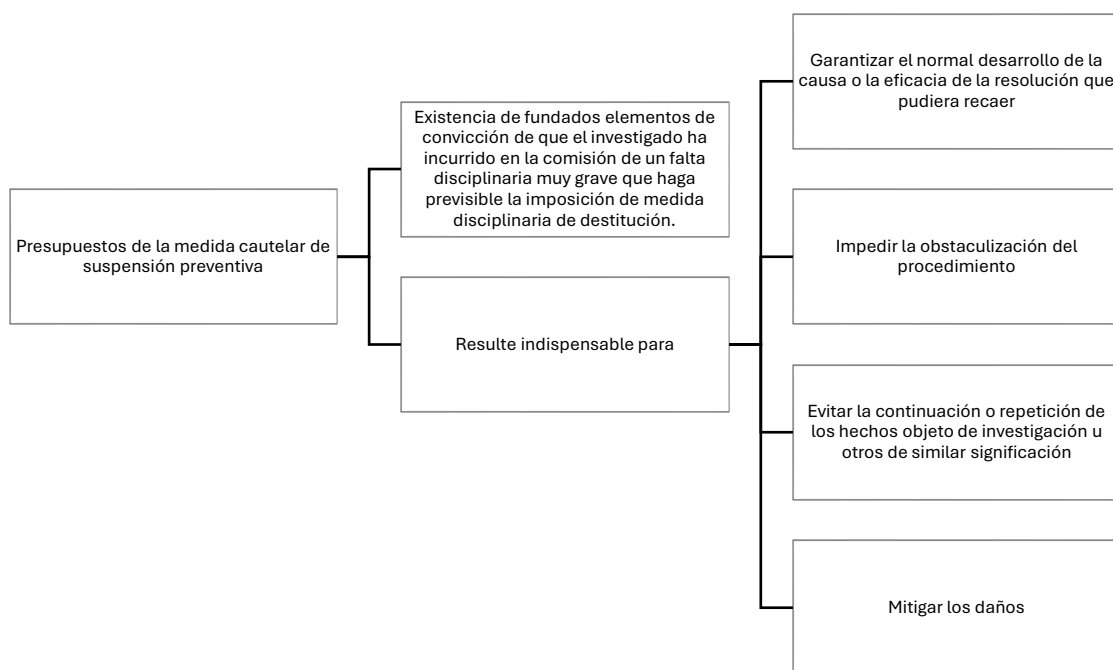 Presupuestos de la medida cautelar de
suspensión preventiva
Existencia de fundados elementos de
convicción de que el investigado ha
incurrido en la comisión de un falta
disciplinaria muy grave que haga
previsible la imposición de medida
disciplinaria de destitución.
Resulte indispensable para
Garantizar el normal desarrollo de la
causa o la eficacia de la resolución que
pudiera recaer
Impedir la obstaculización del
procedimiento
Evitar la continuación o repetición de
los hechos objeto de investigación u
otros de similar significación
Mitigar los daños